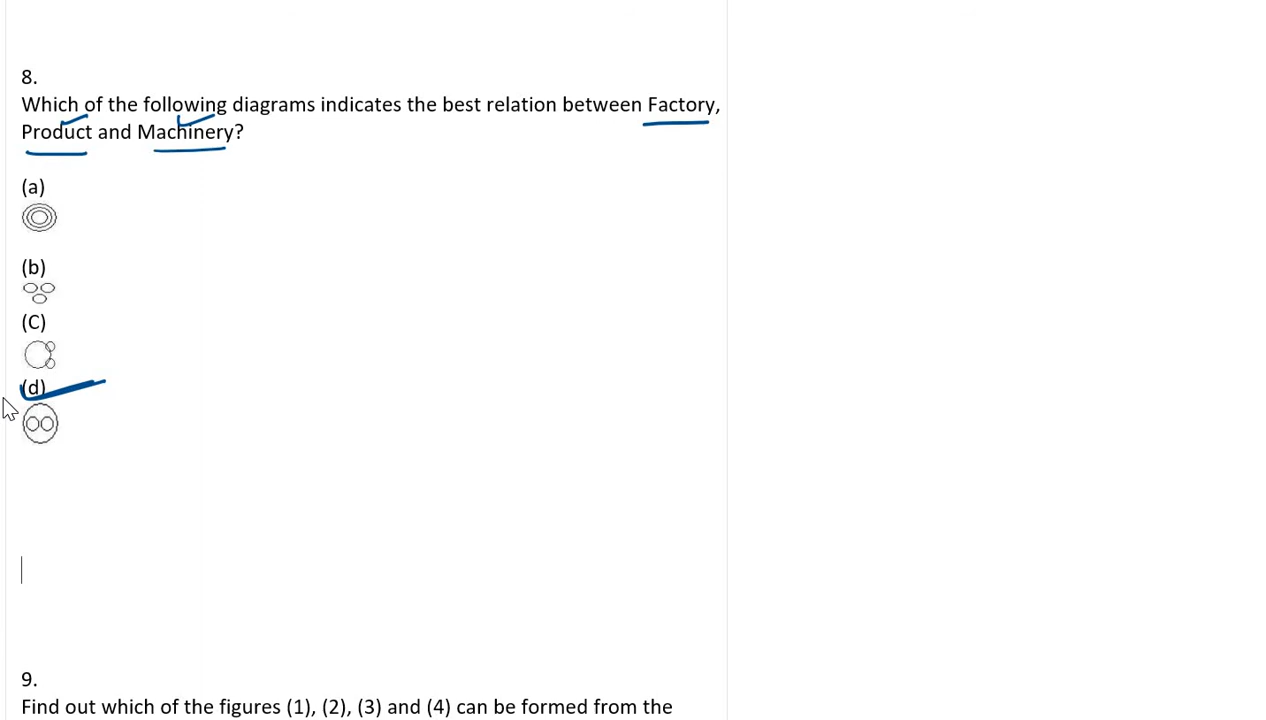 8.
Which of the following diagrams indicates the best relation between Factory,
Product and Machinery?
(a)
(b)
(C)
(d)
9.
Find out which of the figures (1), (2), (3) and (4) can be formed from the